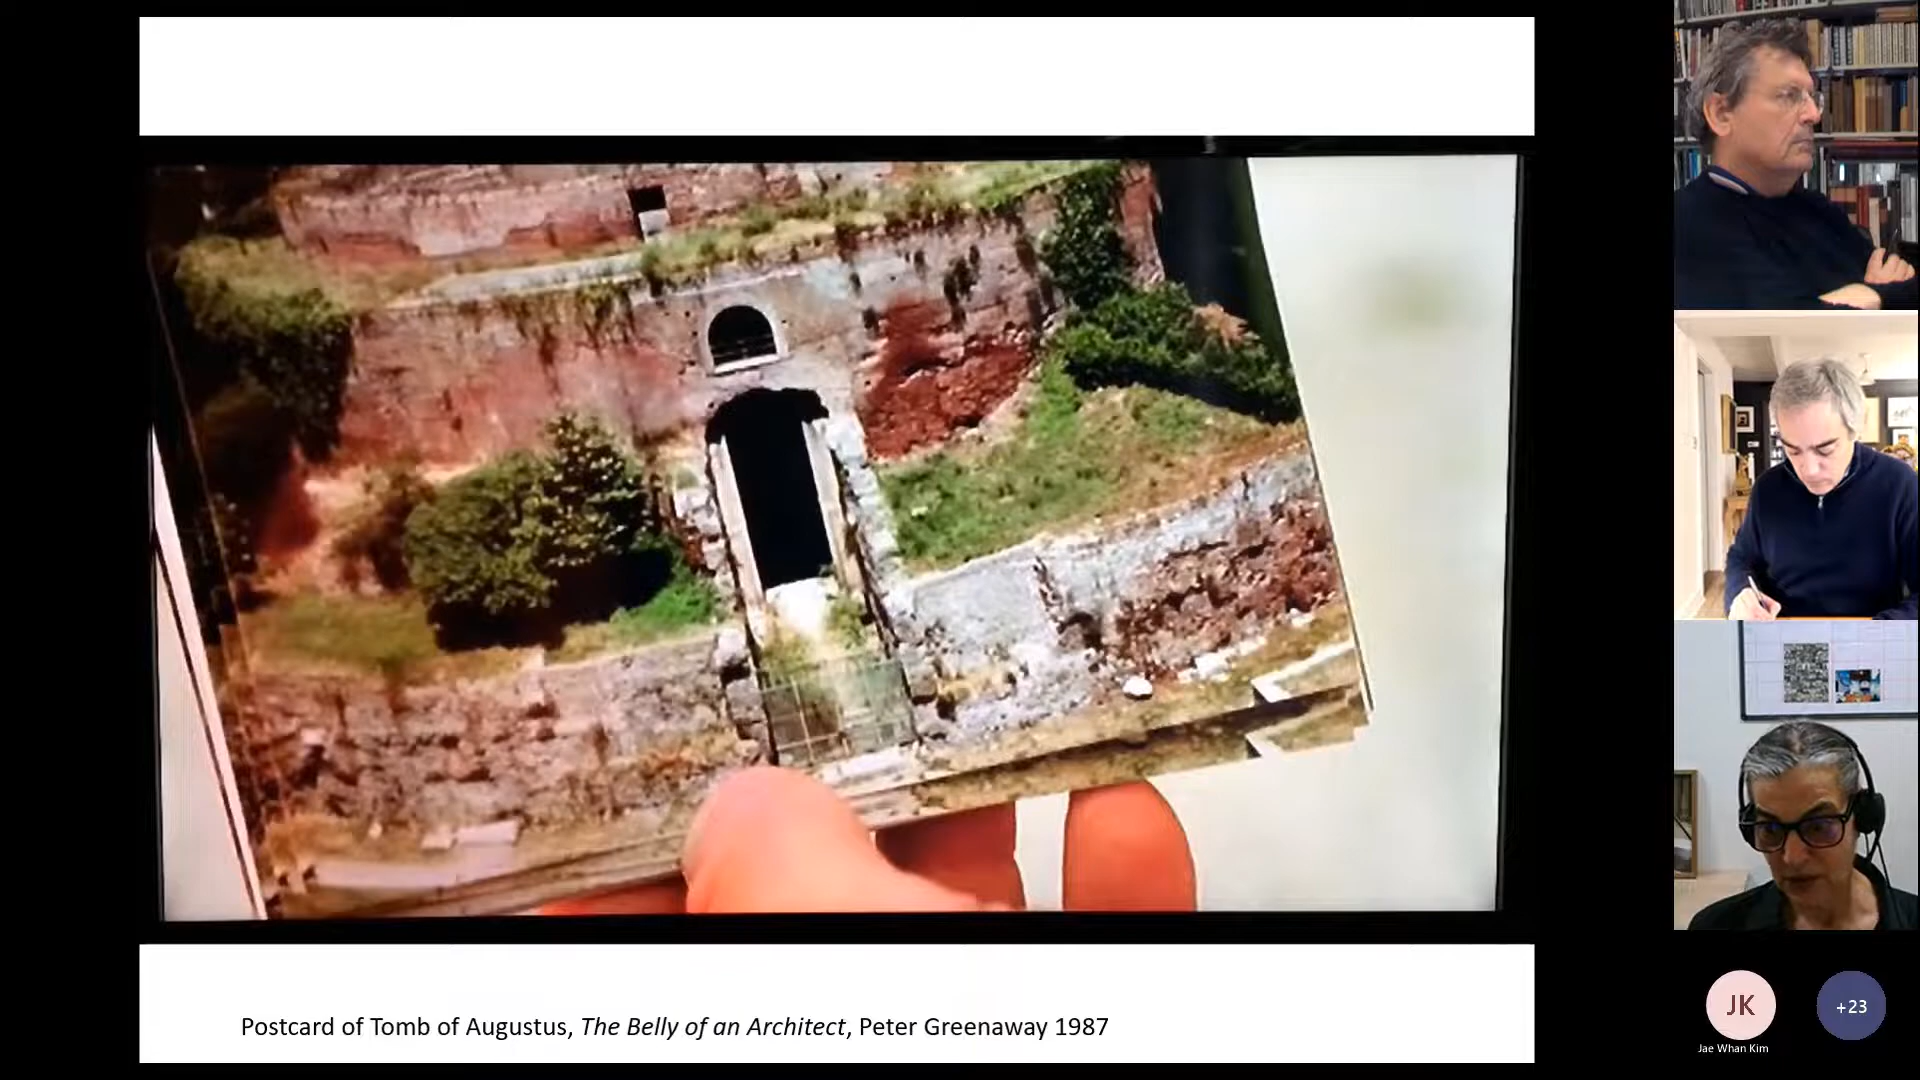 Postcard of Tomb of Augustus, The Belly of an Architect, Peter Greenaway 1987
JK
+23
Jae Whan Kim